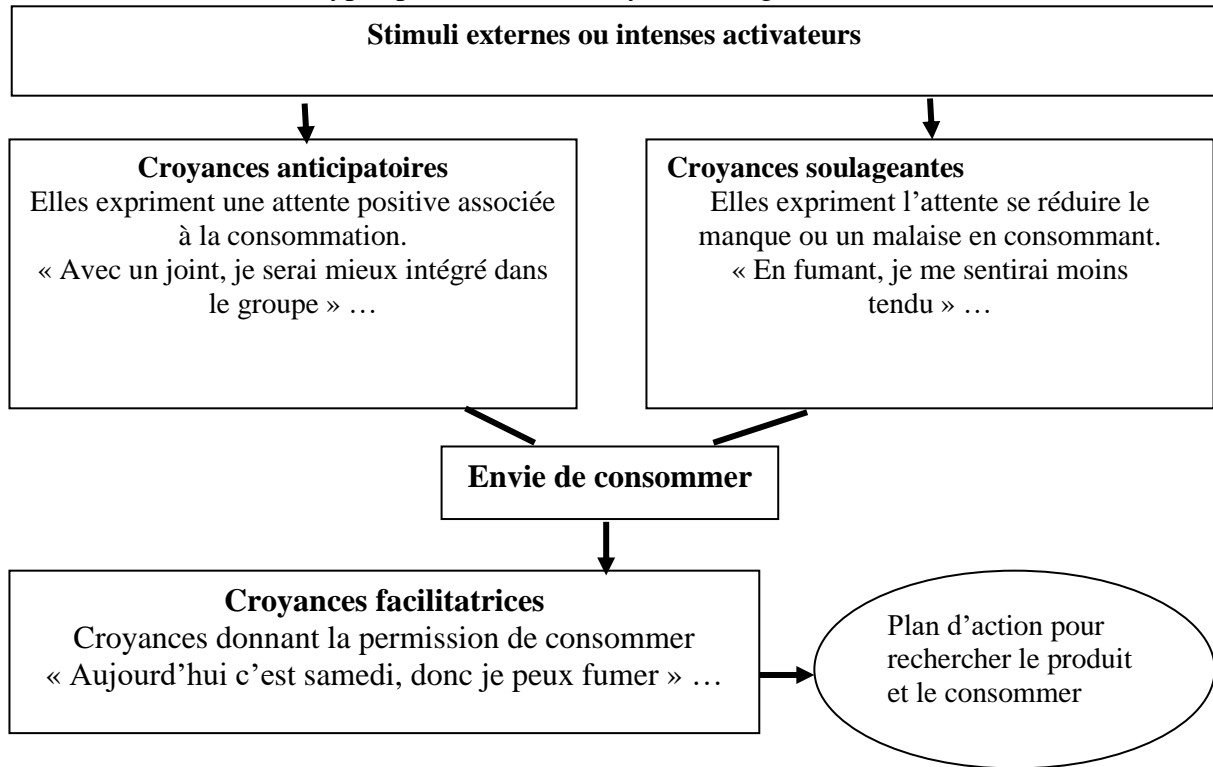 Stimuli externes ou intenses activateurs
Croyances anticipatoires
Elles expriment une attente positive associée
à la consommation.
« Avec un joint, je serai mieux intégré dans
le groupe » …
Croyances soulageantes
Elles expriment l’attente se réduire le
manque ou un malaise en consommant.
« En fumant, je me sentirai moins
tendu » …
Envie de consommer
Croyances facilitatrices
Croyances donnant la permission de consommer
« Aujourd’hui c’est samedi, donc je peux fumer » …
Plan d’action pour
rechercher le produit
et le consommer